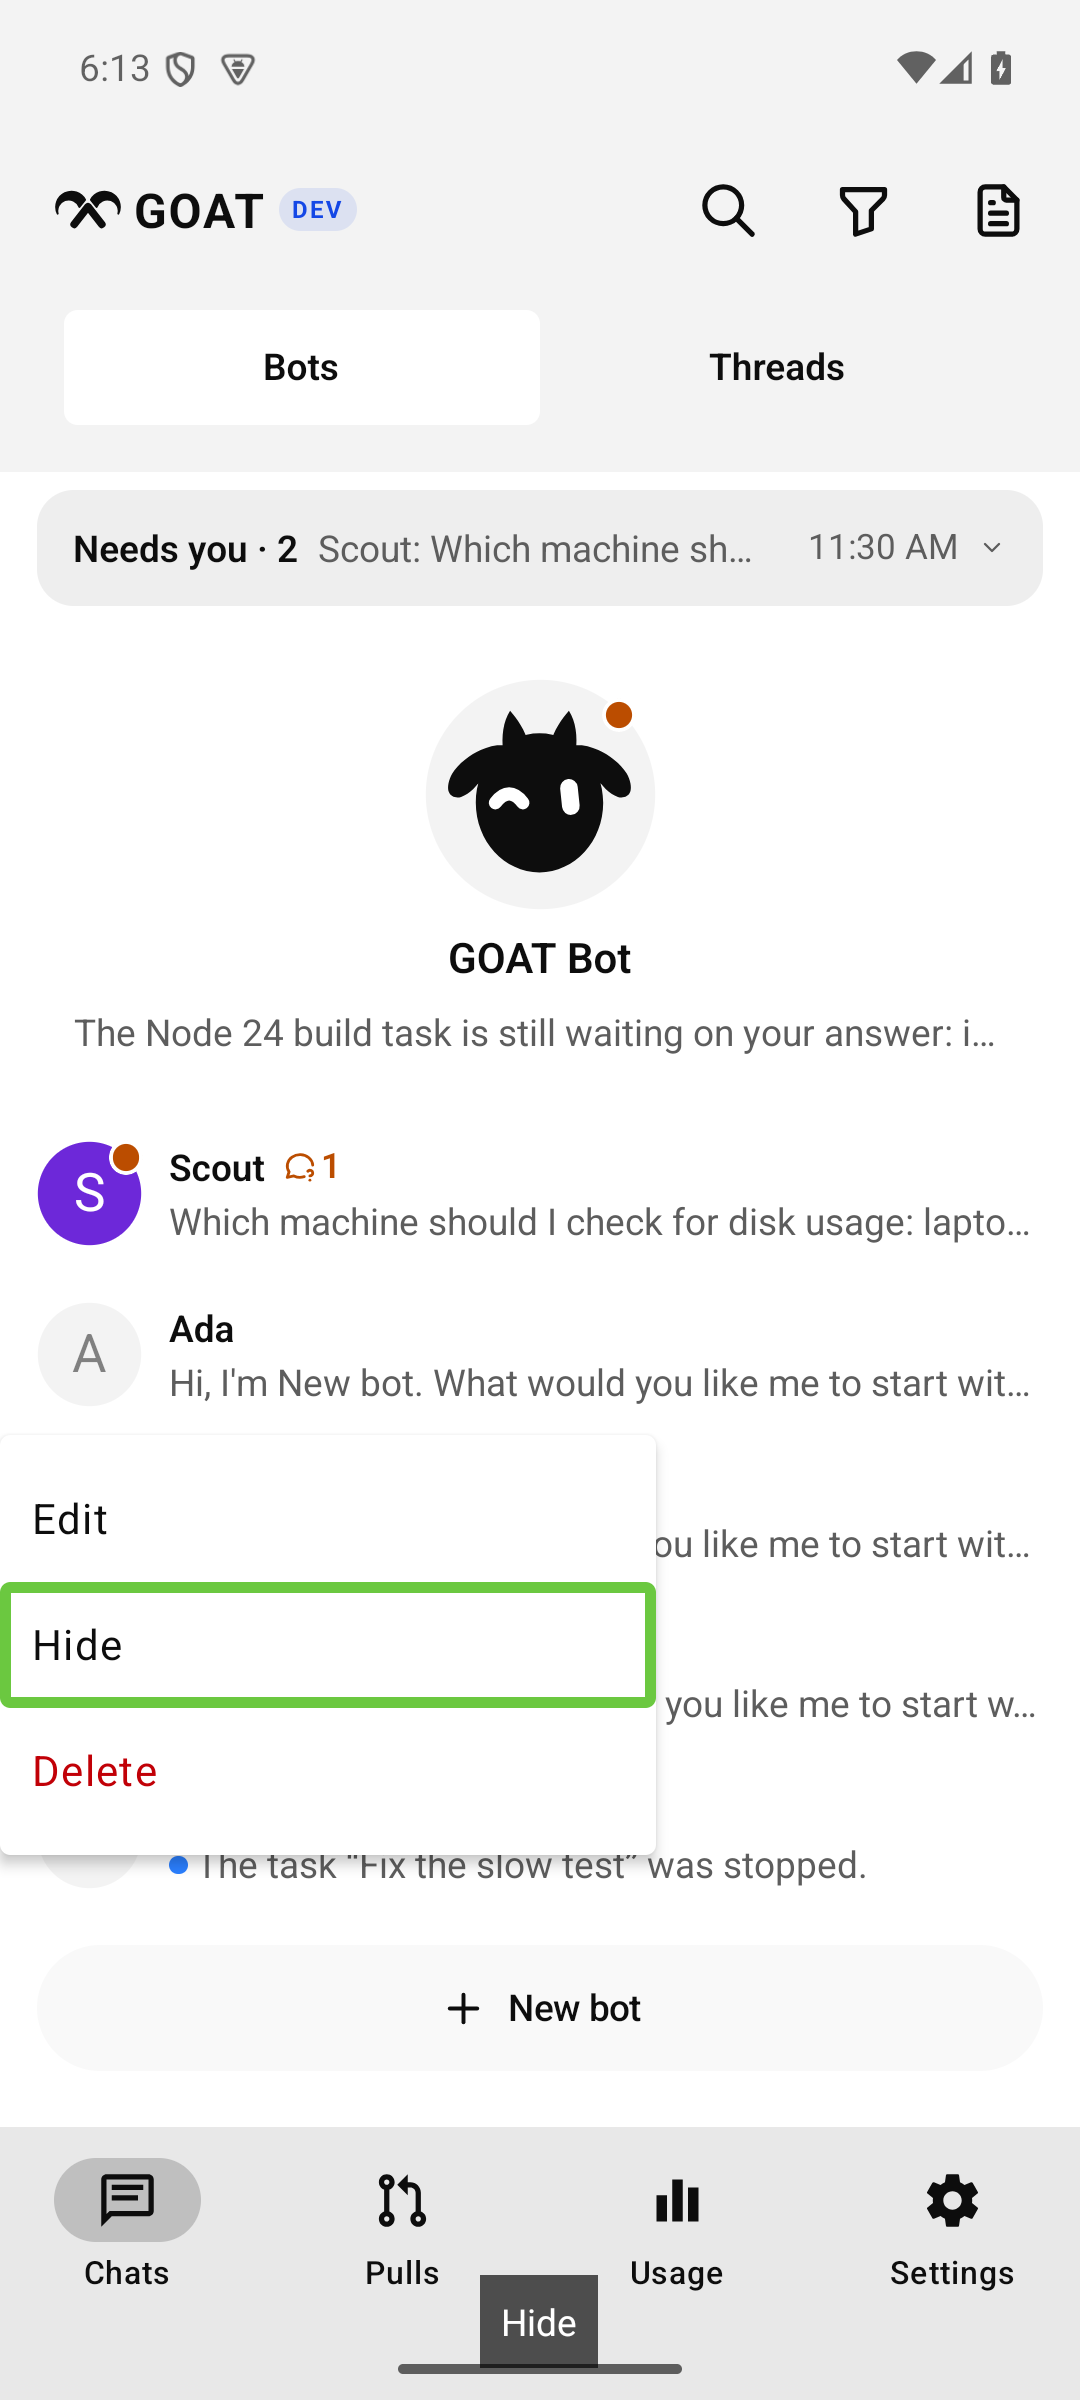 6:13
GOAT DEV
Bots
Threads
Needs you · 2 Scout: Which machine sh... 11:30 AM
GOAT Bot
The Node 24 build task is still waiting on your answer: i...
S
Scout 1
Which machine should I check for disk usage: lapto...
A
Ada
Hi, I'm New bot. What would you like me to start wit...
Edit
ou like me to start wit...
Hide
you like me to start w...
Delete
The task “Fix the slow test” was stopped.
New bot
Chats
Pulls
Usage
Settings
Hide